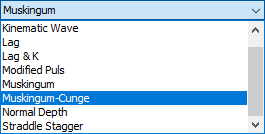 Muskingum
Kinematic Wave
Lag
Lag & K
Modified Puls
Muskingum
Muskingum-Cunge
Normal Depth
Straddle Stagger